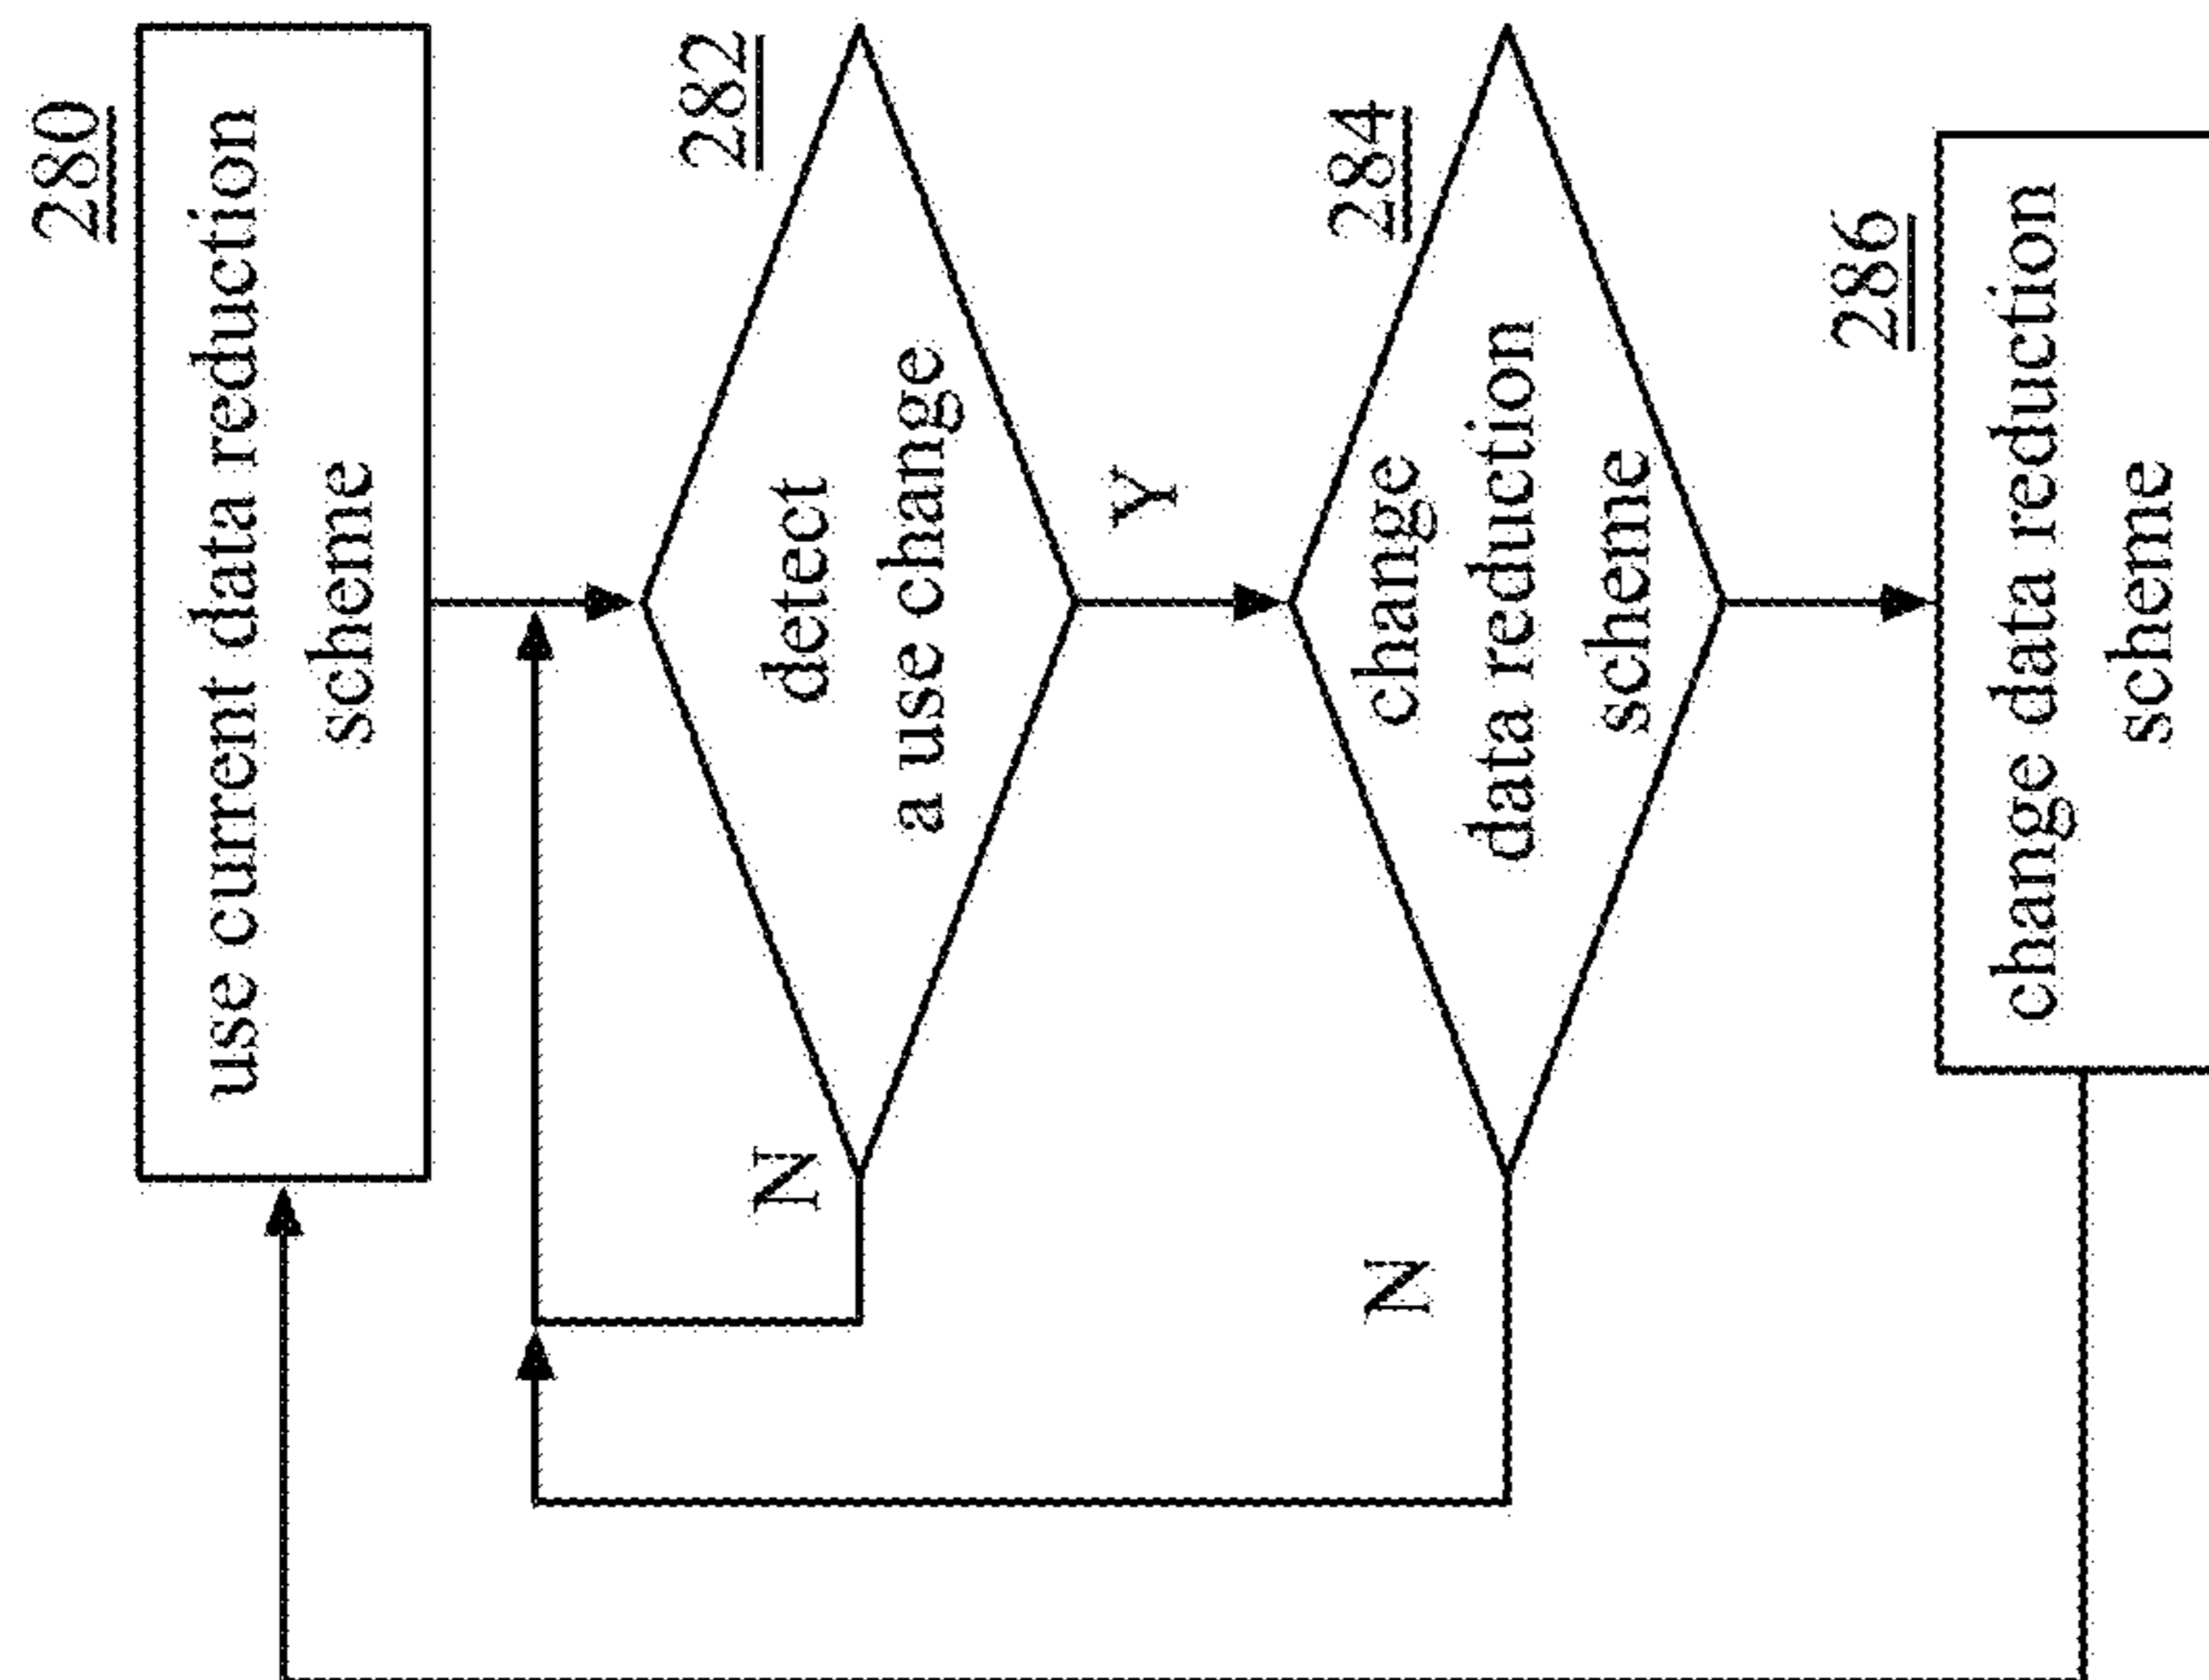 280
use current data reduction
scheme
282
detect
a use change
N
Y
284
change
data reduction
scheme
N
286
change data reduction
scheme